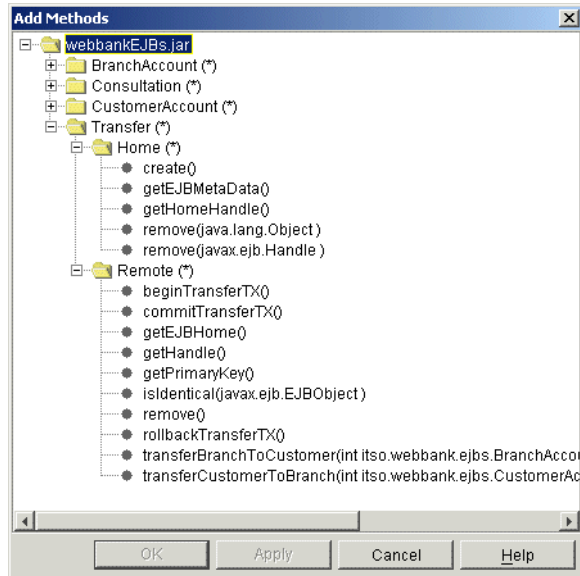 Add Methods
webbankEJBs.jar
BranchAccount (*)
Consultation (*)
CustomerAccount (*)
Transfer (*)
Home (*)
create()
getEJBMetaData()
getHomeHandle()
remove(java.lang.Object )
remove(javax.ejb.Handle )
Remote (*)
beginTransferTX()
commitTransferTX()
getEJBHome()
getHandle()
getPrimaryKey()
isIdentical(javax.ejb.EJBObject )
remove()
rollbackTransferTX()
transferBranchToCustomer(int itso.webbank.ejbs.BranchAccou
transferCustomerToBranch(int itso.webbank.ejbs.CustomerAc
OK Apply Cancel Help